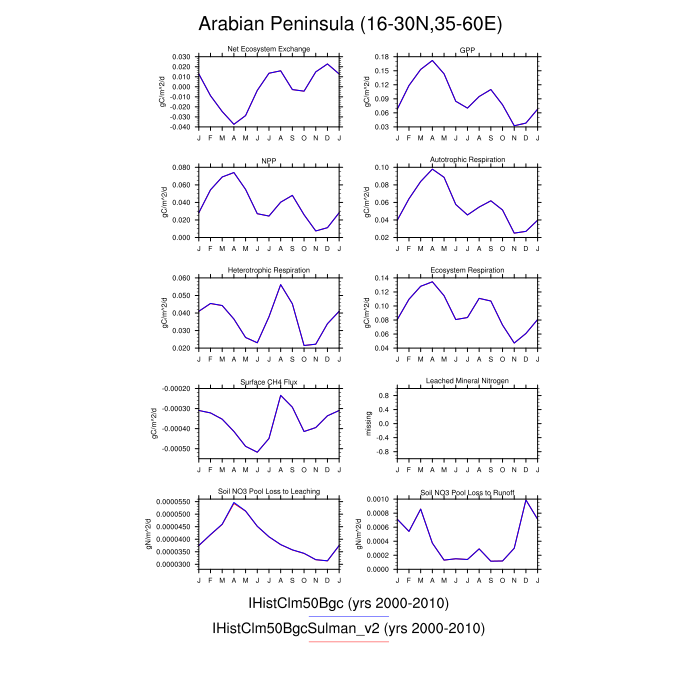 Arabian Peninsula (16-30N,35-60E)
Net Ecosystem Exchange
gC/m^2/d
0.030
0.020
0.010
0.000
-0.010
-0.020
-0.030
-0.040
J F M A M J J A S O N D J
GPP
gC/m^2/d
0.18
0.15
0.12
0.09
0.06
0.03
J F M A M J J A S O N D J
NPP
gC/m^2/d
0.080
0.060
0.040
0.020
0.000
J F M A M J J A S O N D J
Autotrophic Respiration
gC/m^2/d
0.10
0.08
0.06
0.04
0.02
J F M A M J J A S O N D J
Heterotrophic Respiration
gC/m^2/d
0.060
0.050
0.040
0.030
0.020
J F M A M J J A S O N D J
Ecosystem Respiration
gC/m^2/d
0.14
0.12
0.10
0.08
0.06
0.04
J F M A M J J A S O N D J
Surface CH4 Flux
gC/m^2/d
-0.00020
-0.00030
-0.00040
-0.00050
J F M A M J J A S O N D J
Leached Mineral Nitrogen
missing
0.8
0.4
0.0
-0.4
-0.8
J F M A M J J A S O N D J
Soil NO3 Pool Loss to Leaching
gN/m^2/d
0.0000550
0.0000500
0.0000450
0.0000400
0.0000350
0.0000300
J F M A M J J A S O N D J
Soil NO3 Pool Loss to Runoff
gN/m^2/d
0.0010
0.0008
0.0006
0.0004
0.0002
0.0000
J F M A M J J A S O N D J
IHistClm50Bgc (yrs 2000-2010)
IHistClm50BgcSulman_v2 (yrs 2000-2010)